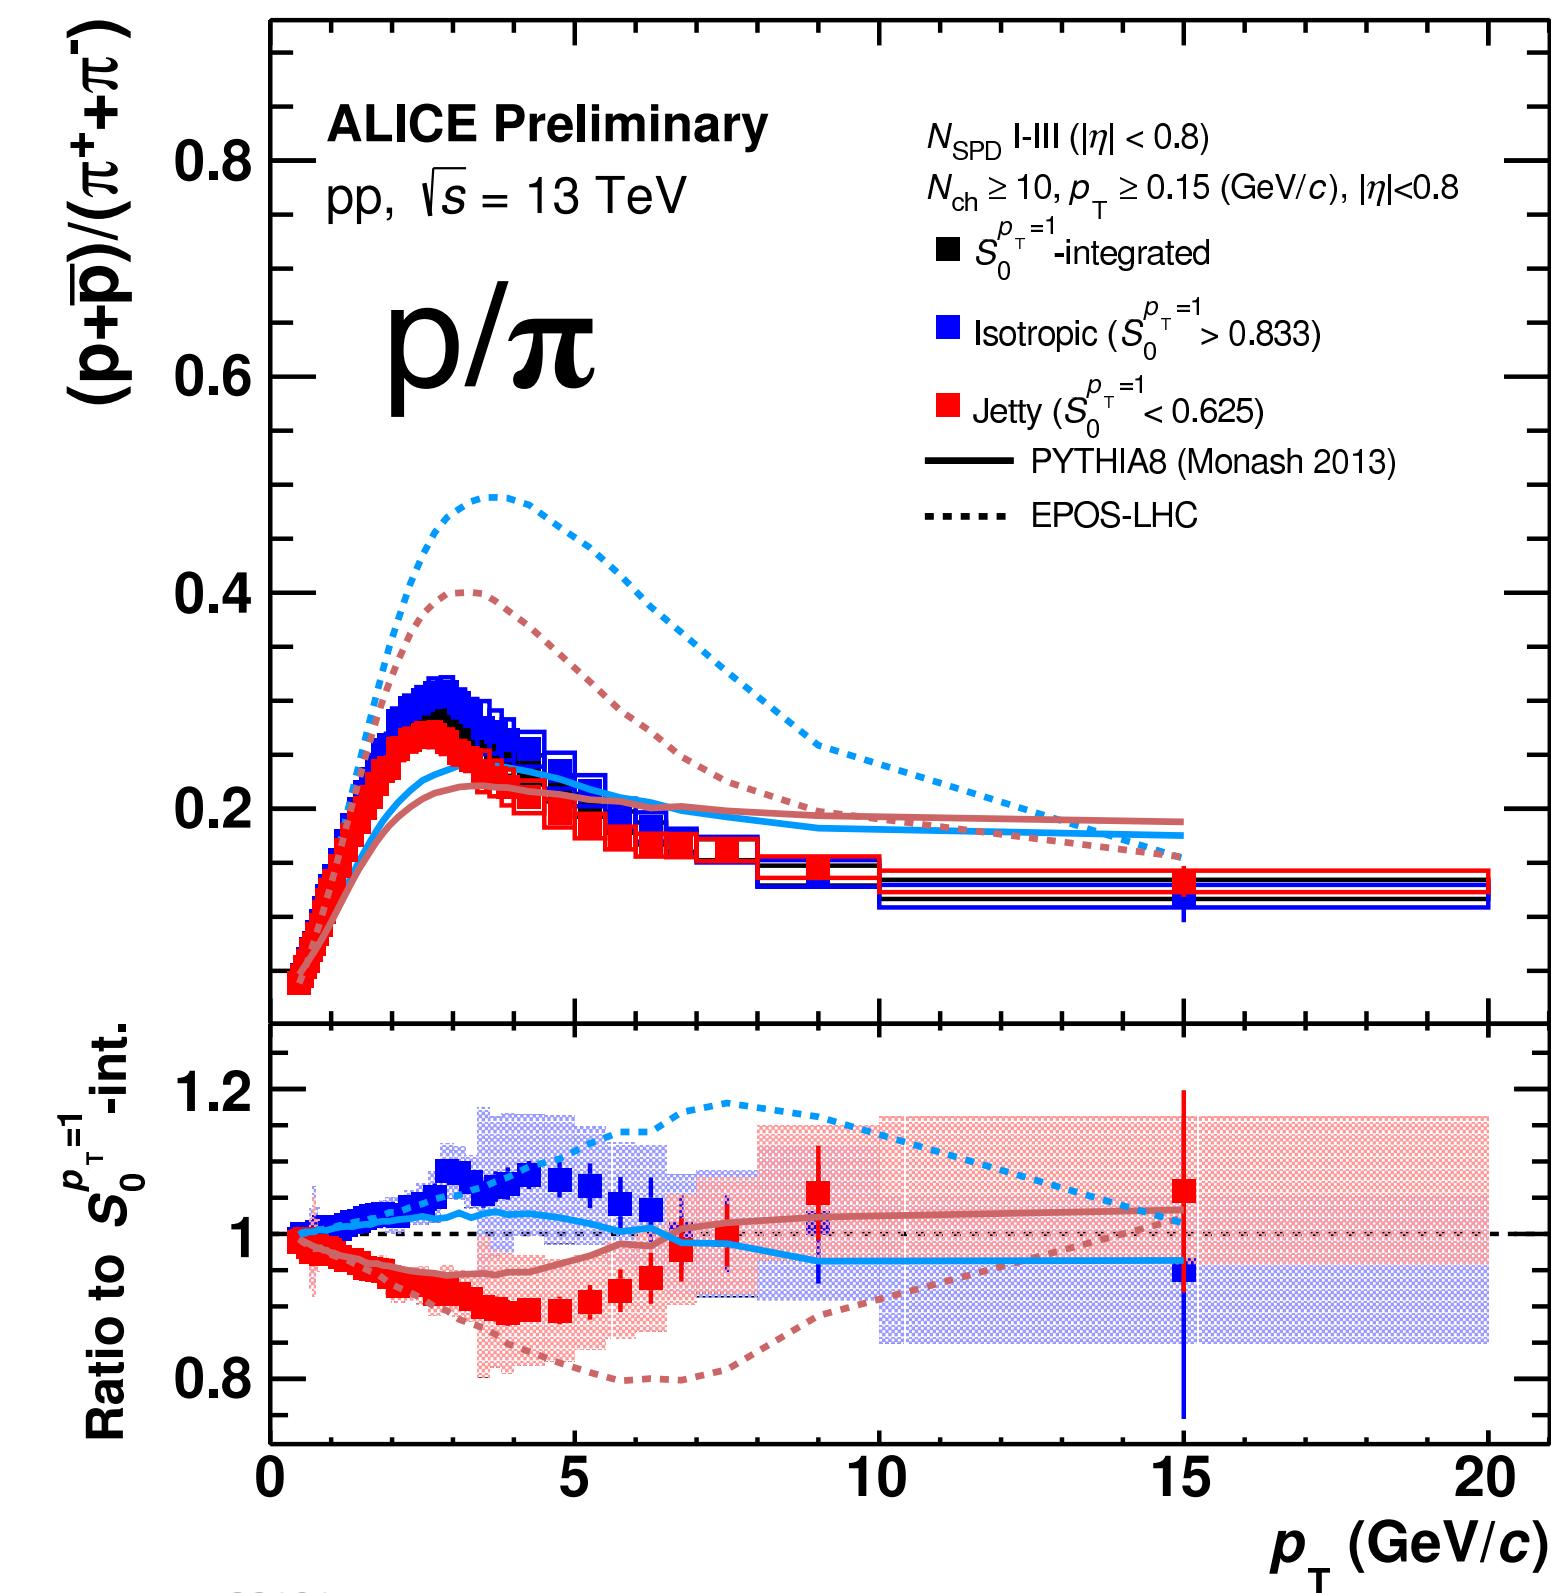 (p+p̅)/(π⁺+π⁻)
0.8
0.6
0.4
0.2
ALICE Preliminary
pp, √s = 13 TeV
p/π
N_SPD I-III (|η| < 0.8)
N_ch ≥ 10, p_T ≥ 0.15 (GeV/c), |η|<0.8
S_0^{p_T=1}-integrated
Isotropic (S_0^{p_T=1} > 0.833)
Jetty (S_0^{p_T=1} < 0.625)
PYTHIA8 (Monash 2013)
EPOS-LHC
Ratio to S_0^{p_T=1}-int.
1.2
1
0.8
0 5 10 15 20
p_T (GeV/c)